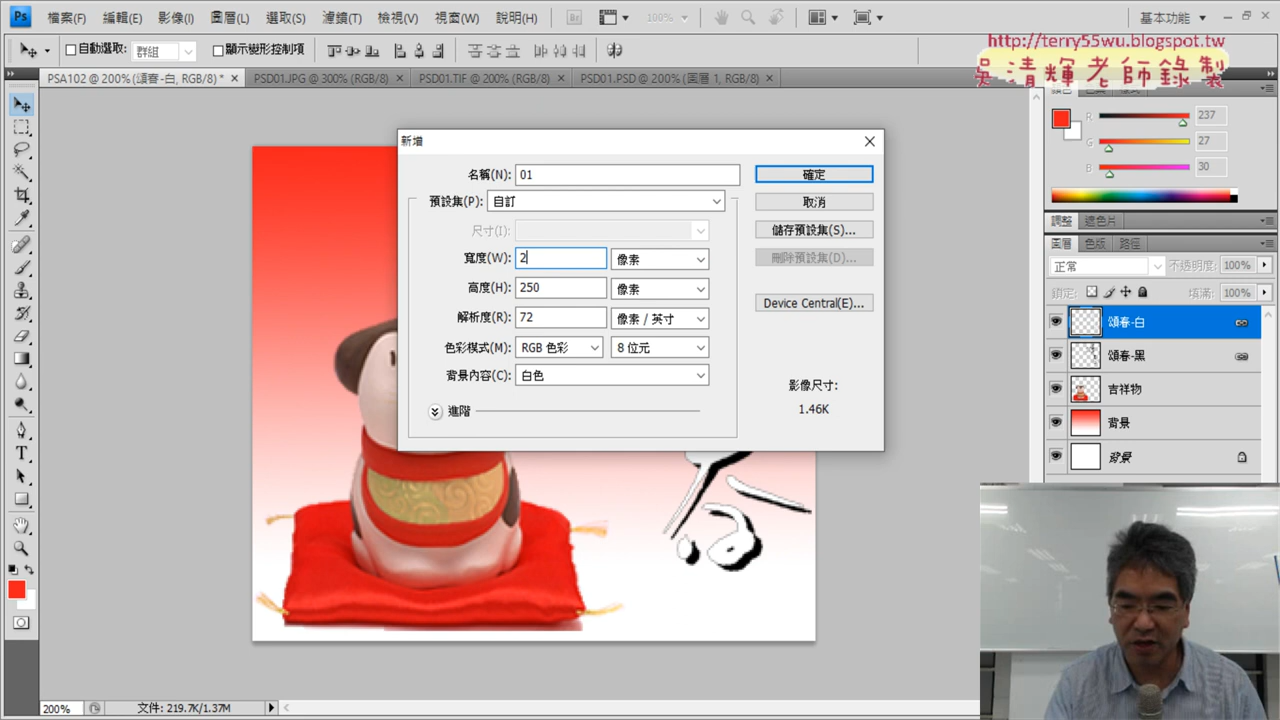 Ps 檔案(F) 編輯(E) 影像(I) 圖層(L) 選取(S) 濾鏡(T) 檢視(V) 視窗(W) 說明(H) Br 100% 基本功能
自動選取: 群組 顯示變形控制項
http://terry55wu.blogspot.tw
吳清輝老師錄製
PSA102 @ 200%(頌春-白, RGB/8) * PSD01.JPG @ 300% (RGB/8) PSD01.TIF @ 200%(RGB/8) PSD01.PSD @ 200% (圖層 1, RGB/8)
新增
名稱(N): 01 確定
預設集(P): 自訂 取消
尺寸(I): 儲存預設集(S)...
寬度(W): 2 像素 刪除預設集(D)...
高度(H): 250 像素
Device Central(E)...
解析度(R): 72 像素 / 英寸
色彩模式(M): RGB 色彩 8 位元
背景內容(C): 白色
影像尺寸:
1.46K
進階
R 237
G 27
B 30
調整 遮色片
圖層 色版 路徑
正常 不透明度: 100%
鎖定: 填滿: 100%
頌春-白
頌春-黑
吉祥物
背景
背景
春
200% 文件: 219.7K/1.37M